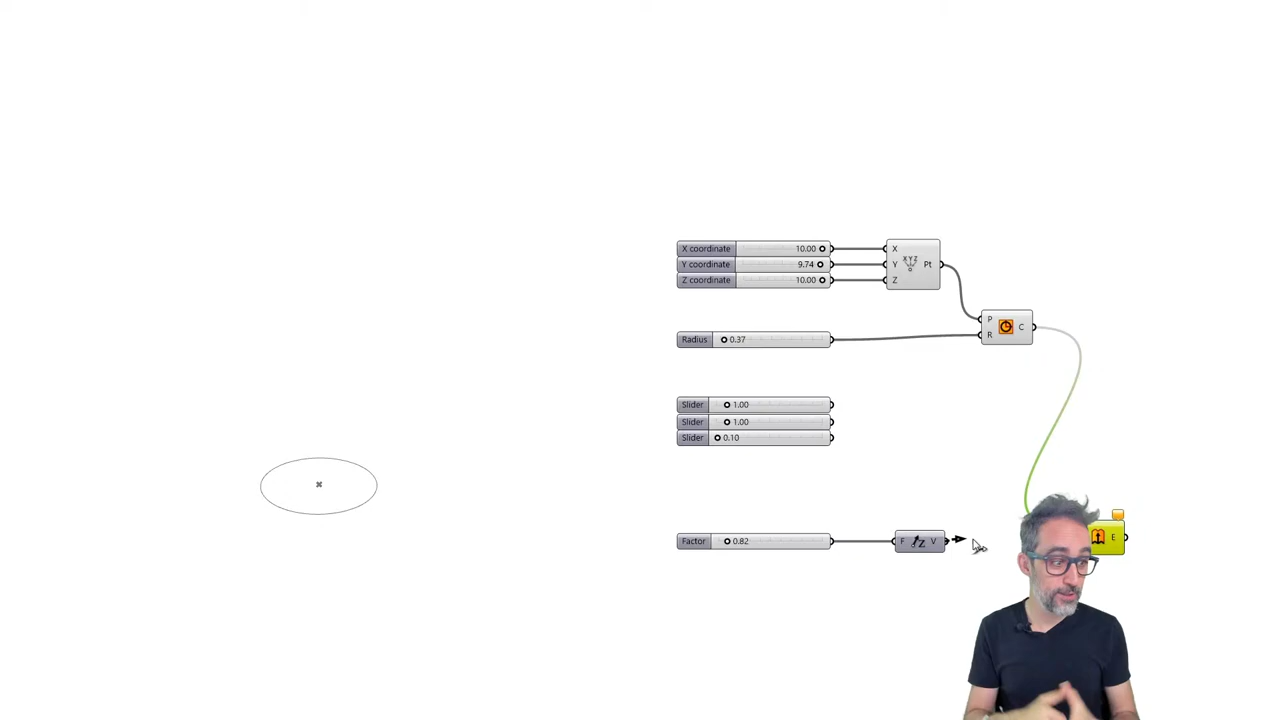 X coordinate 10.00
Y coordinate 9.74
Z coordinate 10.00
X
Y
Z
X Y Z
Pt
Radius 0.37
P
R
C
Slider 1.00
Slider 1.00
Slider 0.10
Factor 0.82
F
Z
V
E